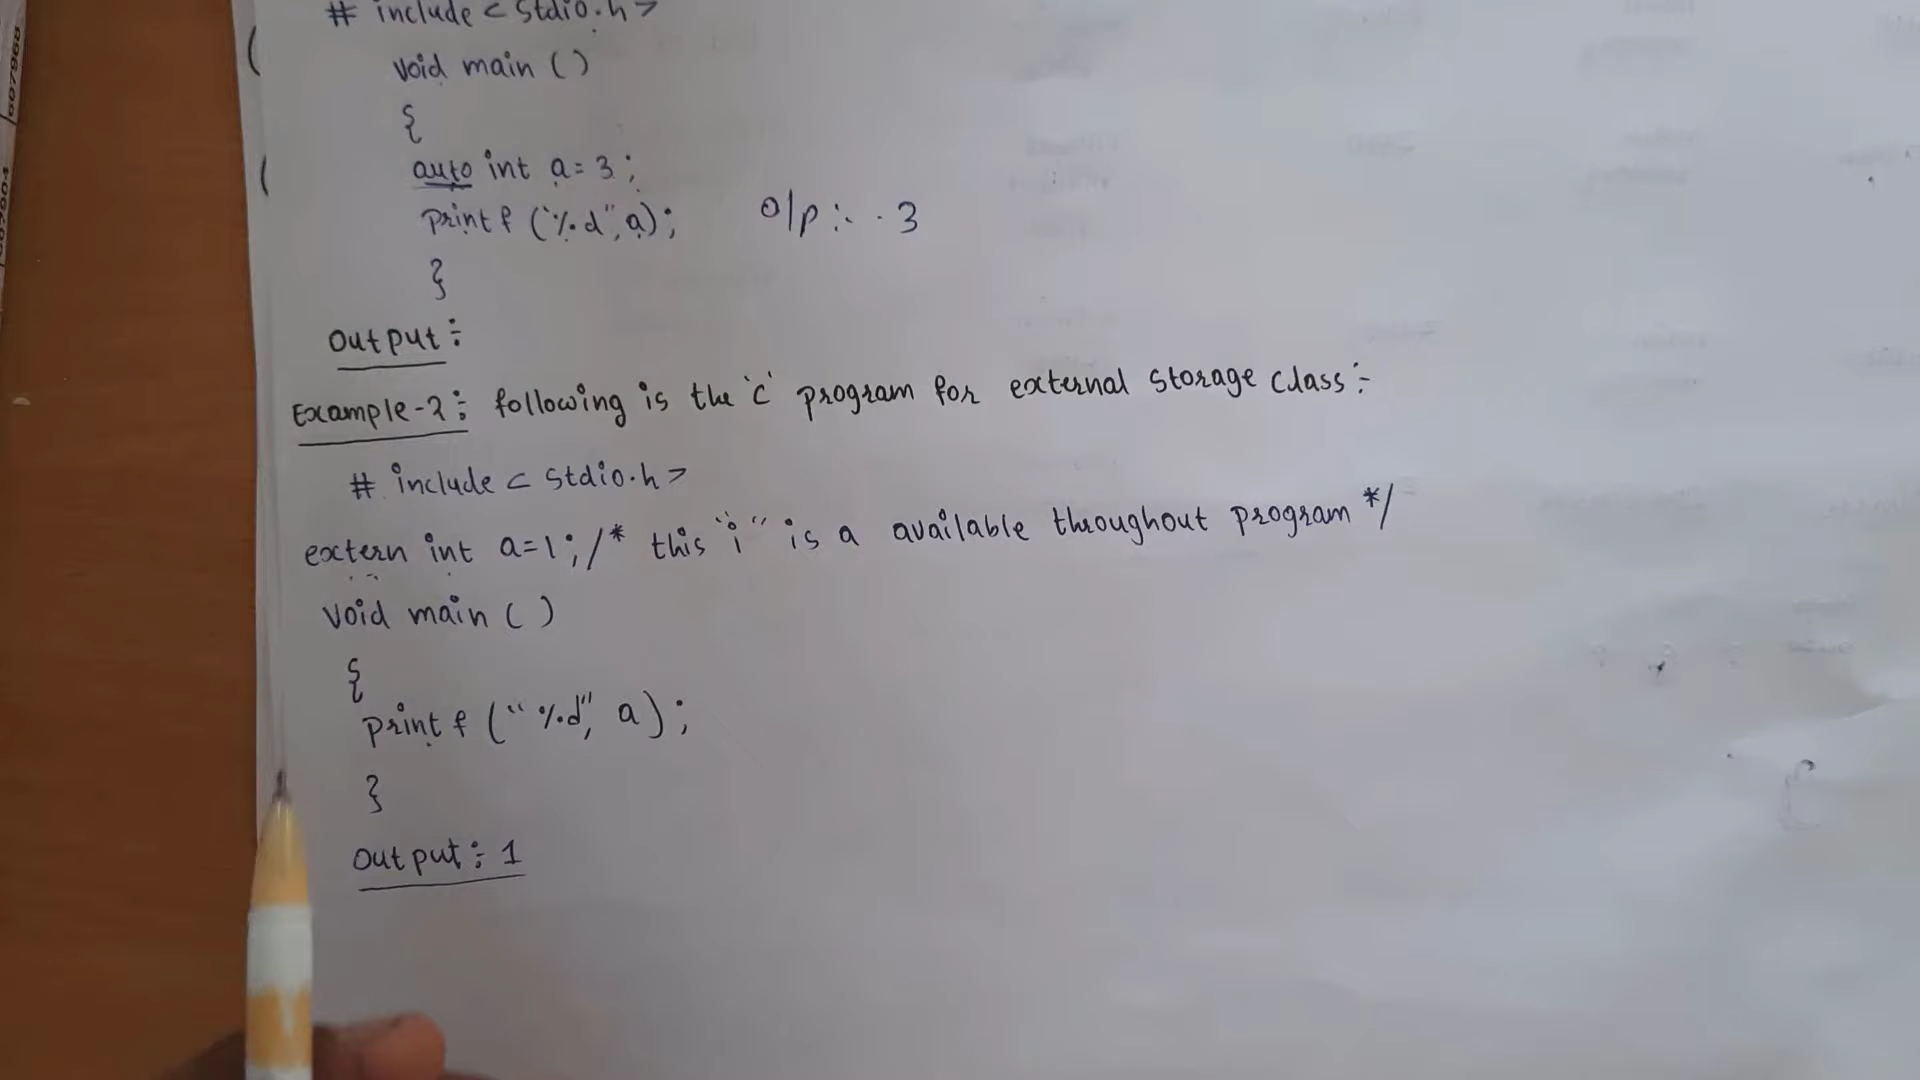 # include < stdio.h >
void main ( )
{
auto int a = 3 ;
printf ("%d", a) ; o/p :- 3
}
output :
Example-2 : following is the 'c' program for external storage class :-
# include < stdio.h >
extern int a=1 ; /* this "i" is a available throughout program */
void main ( )
{
printf ("%d", a) ;
}
output : 1
607968